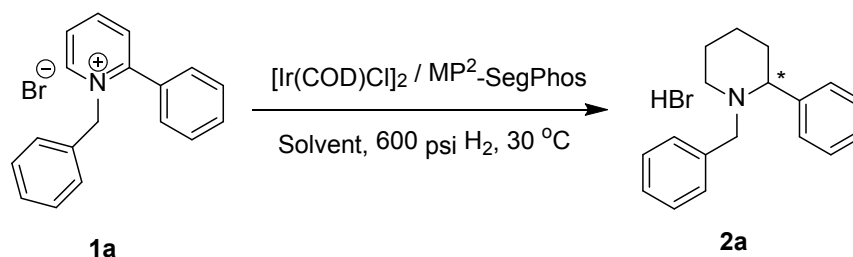 Br ⊖
N
+
1a
[Ir(COD)Cl]2 / MP²-SegPhos
Solvent, 600 psi H₂, 30 °C
HBr
N
*
2a